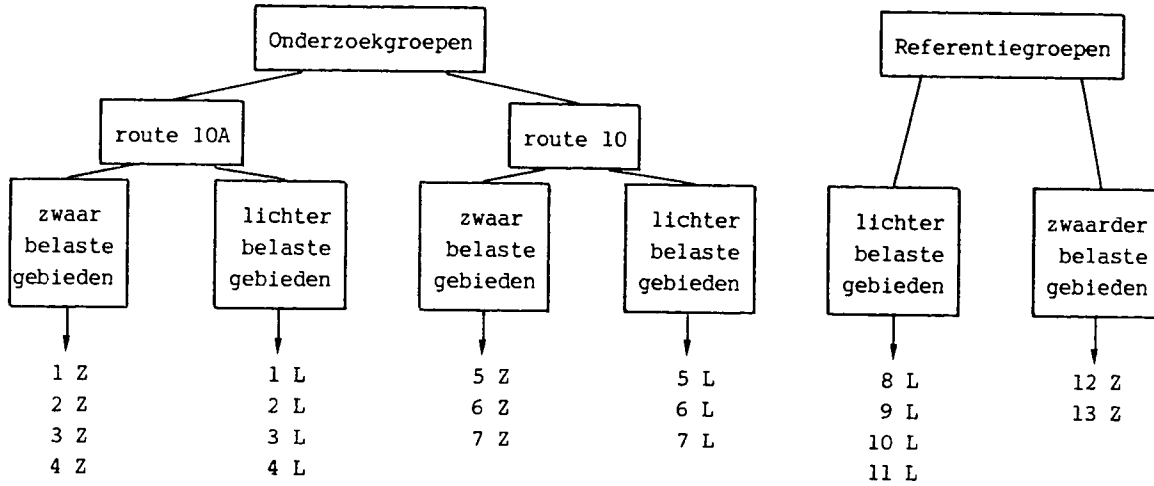 Onderzoekgroepen
Referentiegroepen
route 10A
route 10
zwaar
belaste
gebieden
lichter
belaste
gebieden
zwaar
belaste
gebieden
lichter
belaste
gebieden
lichter
belaste
gebieden
zwaarder
belaste
gebieden
1 Z
2 Z
3 Z
4 Z
1 L
2 L
3 L
4 L
5 Z
6 Z
7 Z
5 L
6 L
7 L
8 L
9 L
10 L
11 L
12 Z
13 Z